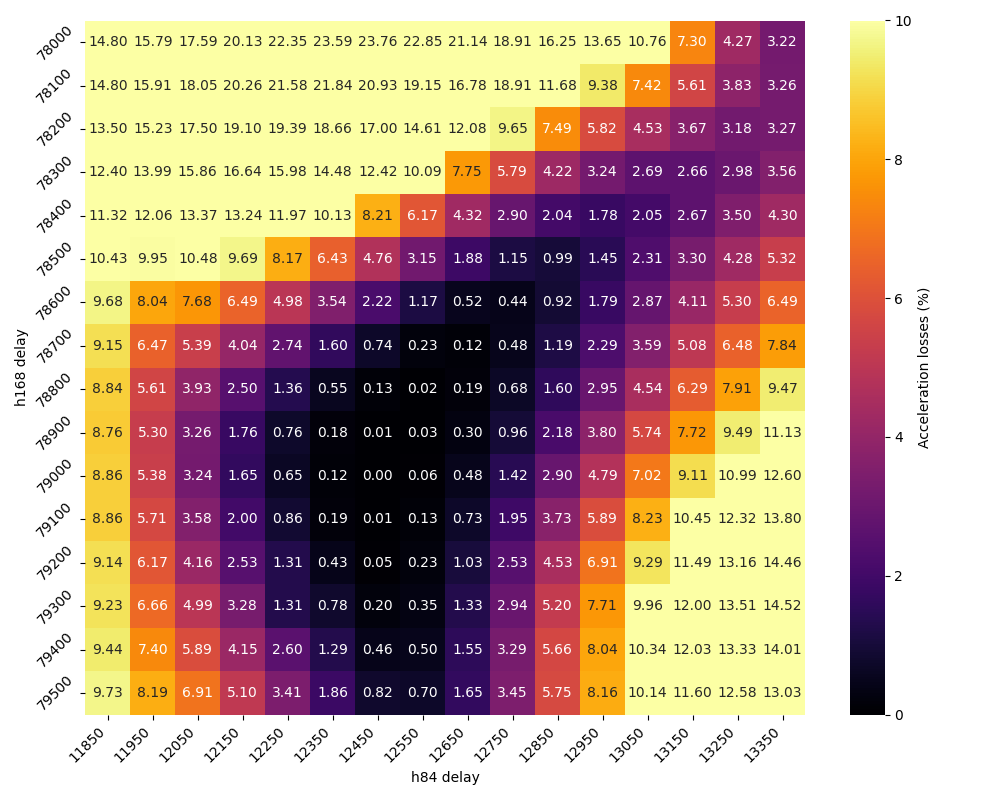 78000 14.80 15.79 17.59 20.13 22.35 23.59 23.76 22.85 21.14 18.91 16.25 13.65 10.76 7.30 4.27 3.22
78100 14.80 15.91 18.05 20.26 21.58 21.84 20.93 19.15 16.78 18.91 11.68 9.38 7.42 5.61 3.83 3.26
78200 13.50 15.23 17.50 19.10 19.39 18.66 17.00 14.61 12.08 9.65 7.49 5.82 4.53 3.67 3.18 3.27
78300 12.40 13.99 15.86 16.64 15.98 14.48 12.42 10.09 7.75 5.79 4.22 3.24 2.69 2.66 2.98 3.56
78400 11.32 12.06 13.37 13.24 11.97 10.13 8.21 6.17 4.32 2.90 2.04 1.78 2.05 2.67 3.50 4.30
78500 10.43 9.95 10.48 9.69 8.17 6.43 4.76 3.15 1.88 1.15 0.99 1.45 2.31 3.30 4.28 5.32
78600 9.68 8.04 7.68 6.49 4.98 3.54 2.22 1.17 0.52 0.44 0.92 1.79 2.87 4.11 5.30 6.49
78700 9.15 6.47 5.39 4.04 2.74 1.60 0.74 0.23 0.12 0.48 1.19 2.29 3.59 5.08 6.48 7.84
78800 8.84 5.61 3.93 2.50 1.36 0.55 0.13 0.02 0.19 0.68 1.60 2.95 4.54 6.29 7.91 9.47
78900 8.76 5.30 3.26 1.76 0.76 0.18 0.01 0.03 0.30 0.96 2.18 3.80 5.74 7.72 9.49 11.13
79000 8.86 5.38 3.24 1.65 0.65 0.12 0.00 0.06 0.48 1.42 2.90 4.79 7.02 9.11 10.99 12.60
79100 8.86 5.71 3.58 2.00 0.86 0.19 0.01 0.13 0.73 1.95 3.73 5.89 8.23 10.45 12.32 13.80
79200 9.14 6.17 4.16 2.53 1.31 0.43 0.05 0.23 1.03 2.53 4.53 6.91 9.29 11.49 13.16 14.46
79300 9.23 6.66 4.99 3.28 1.31 0.78 0.20 0.35 1.33 2.94 5.20 7.71 9.96 12.00 13.51 14.52
79400 9.44 7.40 5.89 4.15 2.60 1.29 0.46 0.50 1.55 3.29 5.66 8.04 10.34 12.03 13.33 14.01
79500 9.73 8.19 6.91 5.10 3.41 1.86 0.82 0.70 1.65 3.45 5.75 8.16 10.14 11.60 12.58 13.03
11850 11950 12050 12150 12250 12350 12450 12550 12650 12750 12850 12950 13050 13150 13250 13350
h84 delay
h168 delay
10
8
6
4
2
0
Acceleration losses (%)